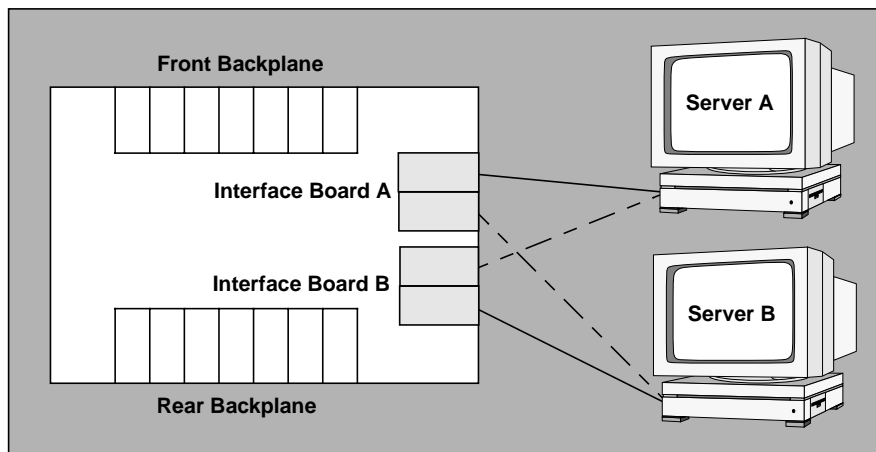 Front Backplane
Server A
Interface Board A
Interface Board B
Server B
Rear Backplane